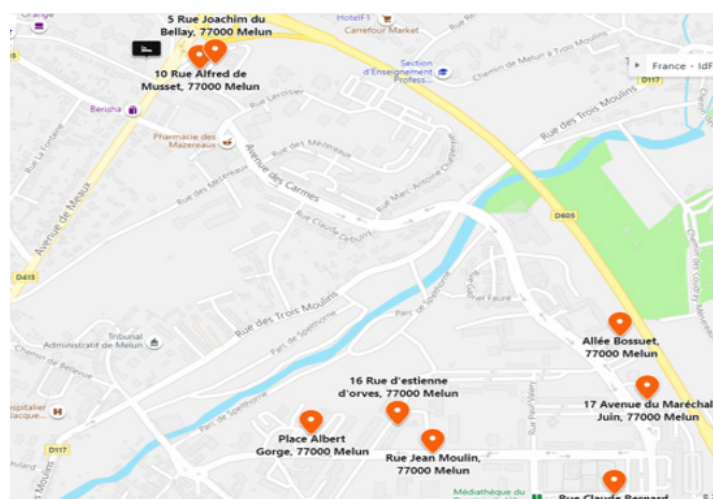 Orange
5 Rue Joachim du
Bellay, 77000 Melun
HotelF1
Carrefour Market
Section
d'Enseignement
Profess...
Chemin de Melun à Trois Moulins
France - IdF
D117
10 Rue Alfred de
Musset, 77000 Melun
Berisha
Rue Lavoisier
Pharmacie des
Mazereaux
Rue des Trois Moulins
Rue La Fontaine
Avenue de Meaux
Rue des Mézereaux
Rue des Mézereaux
Avenue des Carmes
Rue Marc-Antoine Charpentier
Rue Claude Debussy
D605
D415
Rue des Trois Moulins
Parc de Spelthorne
Parc de Spelthorne
Parc de Spelthorne
Tribunal
Administratif de Melun
Chemin de Bellevue
Allée Bossuet,
77000 Melun
16 Rue d'estienne
d'orves, 77000 Melun
Rue Paul Valery
17 Avenue du Maréchal
Juin, 77000 Melun
D117
Place Albert
Gorge, 77000 Melun
Rue Jean Moulin,
77000 Melun
Médiathèque du
Rue Claude Bernard